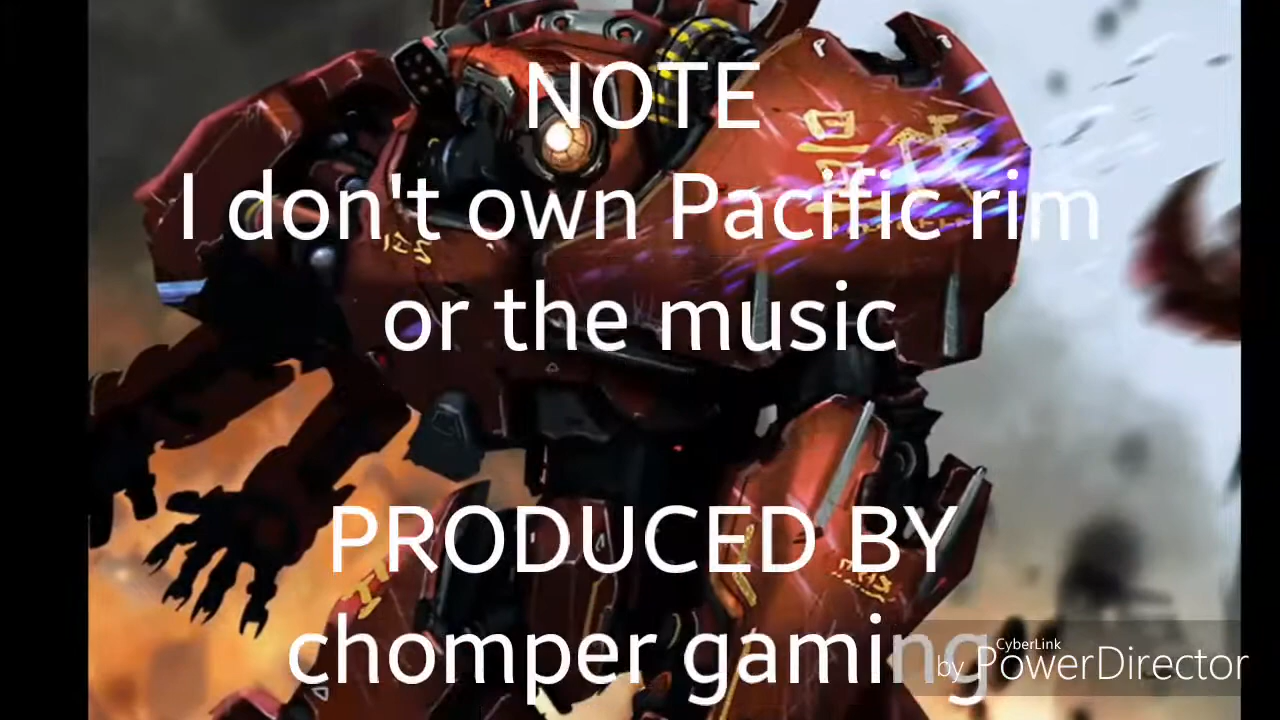 NOTE
I don't own Pacific rim
or the music
PRODUCED BY
chomper gaming
CyberLink
by PowerDirector